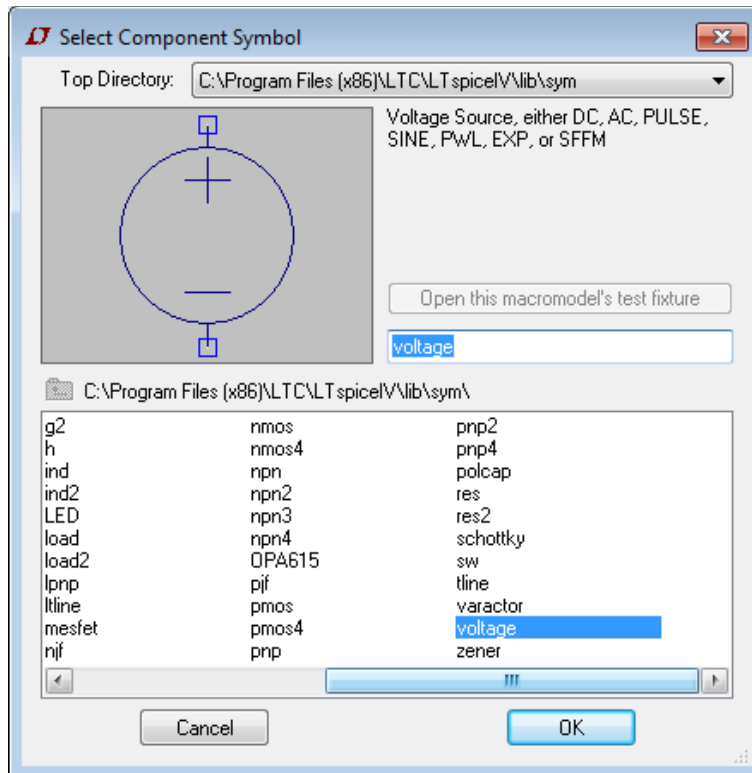 Select Component Symbol
Top Directory: C:\Program Files (x86)\LTC\LTspiceIV\lib\sym
Voltage Source, either DC, AC, PULSE,
SINE, PWL, EXP, or SFFM
Open this macromodel's test fixture
voltage
C:\Program Files (x86)\LTC\LTspiceIV\lib\sym\
g2 nmos pnp2
h nmos4 pnp4
ind npn polcap
ind2 npn2 res
LED npn3 res2
load npn4 schottky
load2 OPA615 sw
lpnp pjf tline
ltline pmos varactor
mesfet pmos4 voltage
njf pnp zener
Cancel OK